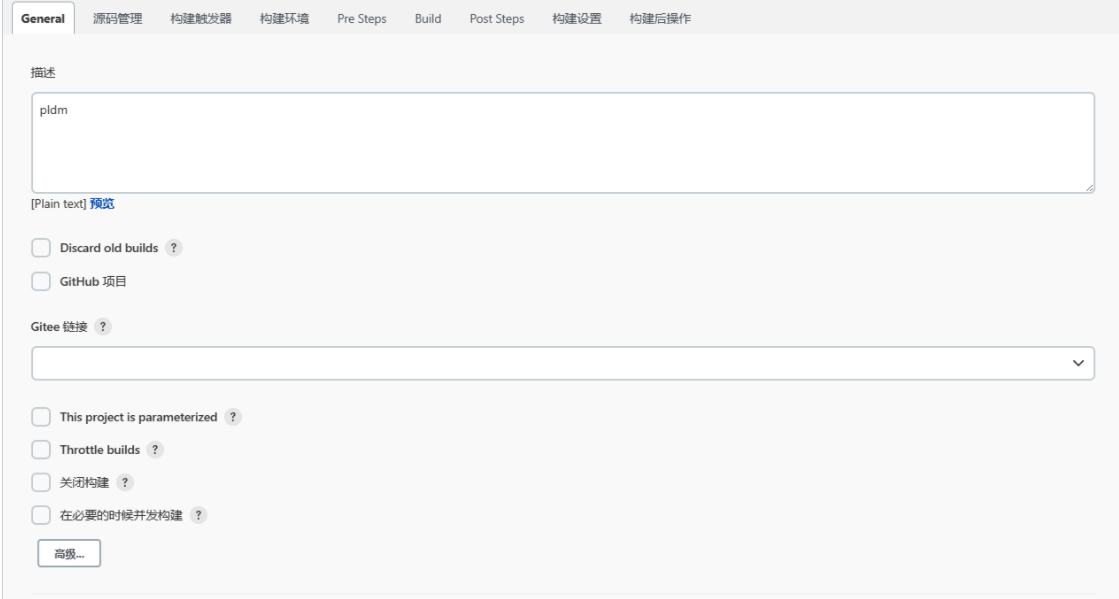 General 源码管理 构建触发器 构建环境 Pre Steps Build Post Steps 构建设置 构建后操作
描述
pldm
[Plain text] 预览
Discard old builds ?
GitHub 项目
Gitee 链接 ?
This project is parameterized ?
Throttle builds ?
关闭构建 ?
在必要的时候并发构建 ?
高级...